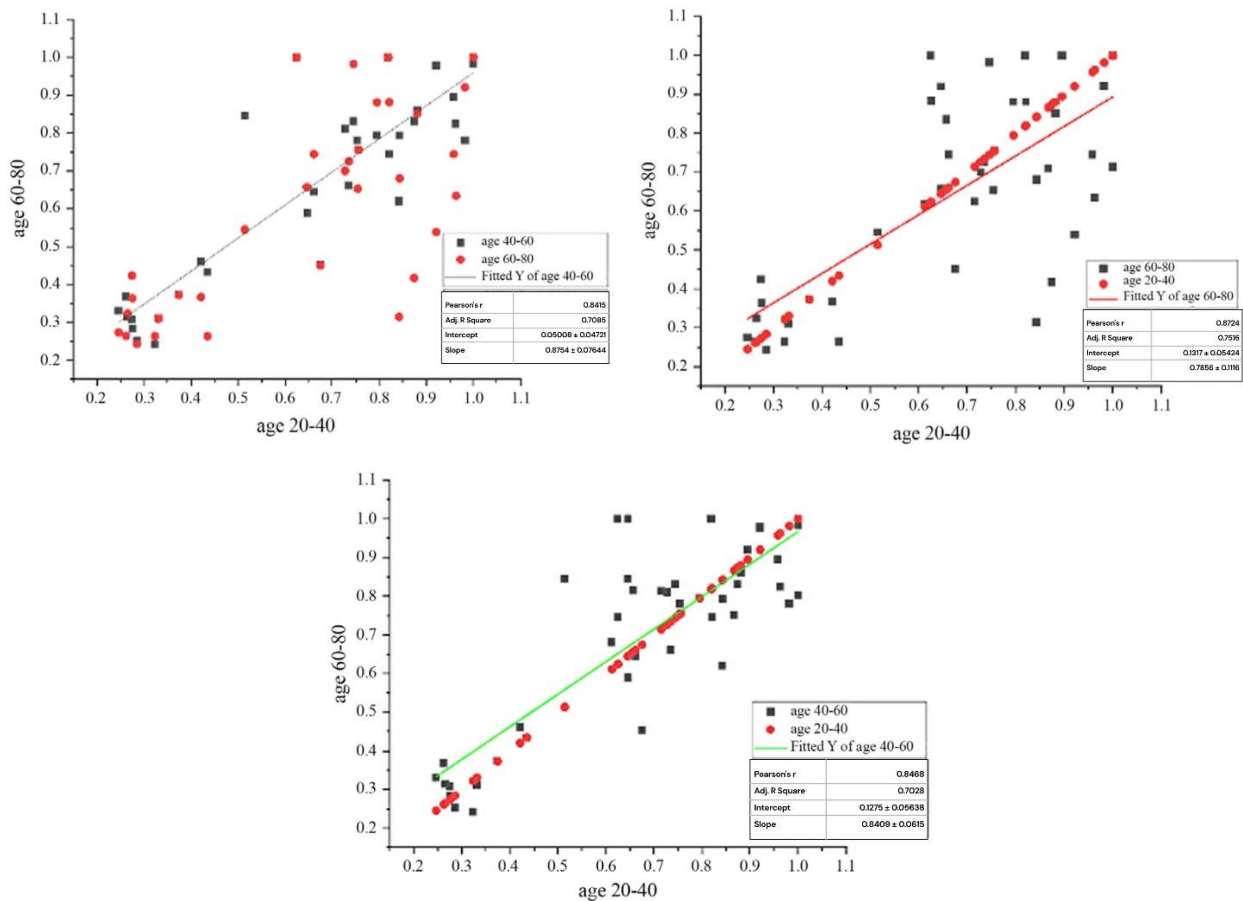 1.1
1.0
0.9
0.8
0.7
0.6
0.5
0.4
0.3
0.2
age 60-80
0.2 0.3 0.4 0.5 0.6 0.7 0.8 0.9 1.0 1.1
age 20-40
age 40-60
age 60-80
Fitted Y of age 40-60
Pearson's r 0.8415
Adj. R Square 0.7085
Intercept 0.05008 ± 0.04721
Slope 0.8754 ± 0.07644
1.1
1.0
0.9
0.8
0.7
0.6
0.5
0.4
0.3
0.2
age 60-80
0.2 0.3 0.4 0.5 0.6 0.7 0.8 0.9 1.0 1.1
age 20-40
age 60-80
age 20-40
Fitted Y of age 60-80
Pearson's r 0.8724
Adj. R Square 0.7516
Intercept 0.1317 ± 0.05424
Slope 0.7856 ± 0.1116
1.1
1.0
0.9
0.8
0.7
0.6
0.5
0.4
0.3
0.2
age 60-80
0.2 0.3 0.4 0.5 0.6 0.7 0.8 0.9 1.0 1.1
age 20-40
age 40-60
age 20-40
Fitted Y of age 40-60
Pearson's r 0.8468
Adj. R Square 0.7028
Intercept 0.1275 ± 0.05638
Slope 0.8409 ± 0.0615